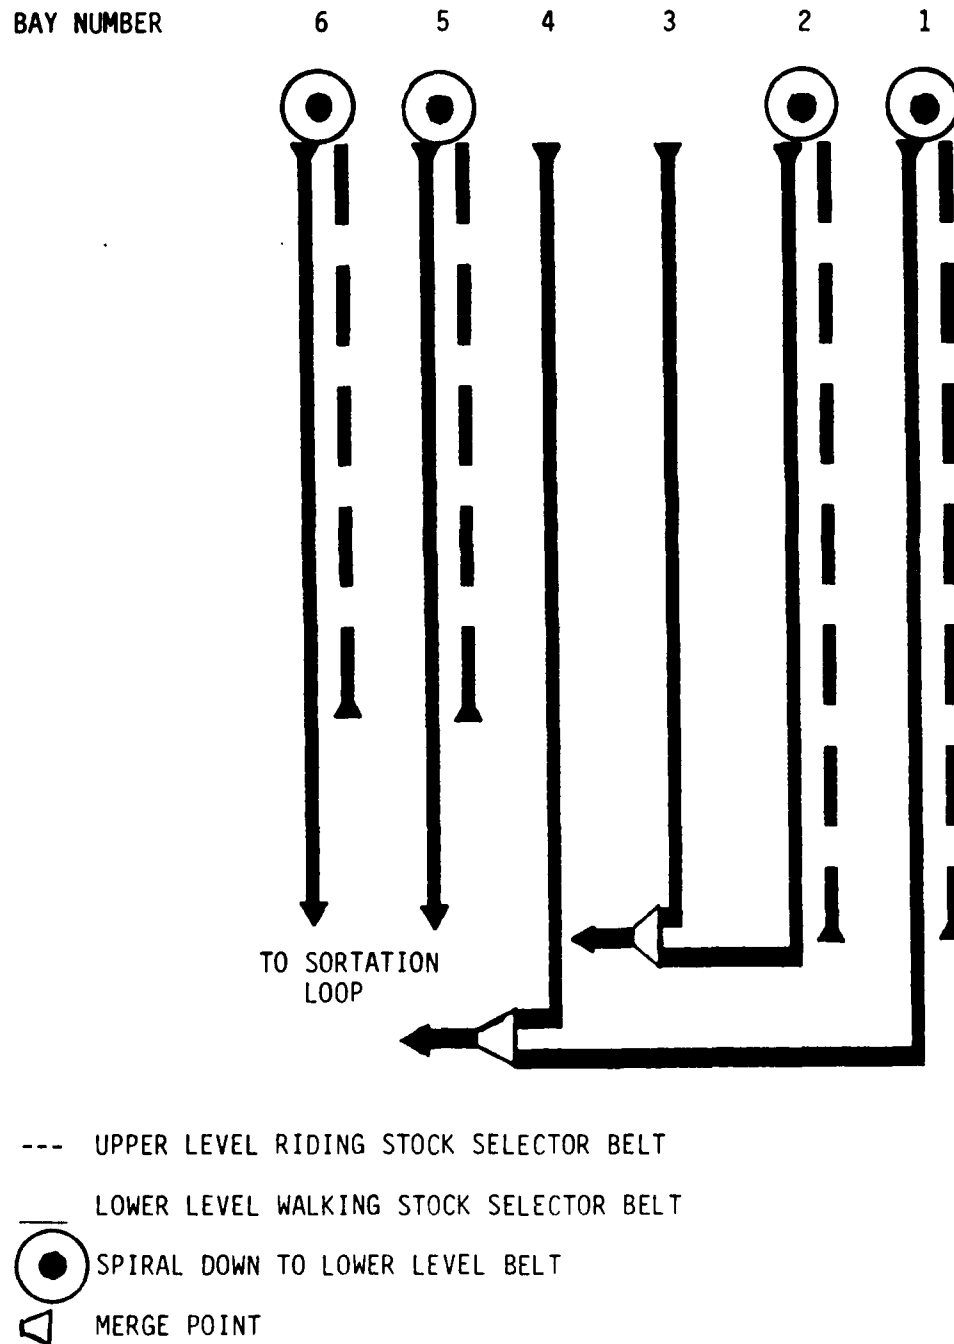 BAY NUMBER 6 5 4 3 2 1
TO SORTATION
LOOP
--- UPPER LEVEL RIDING STOCK SELECTOR BELT
LOWER LEVEL WALKING STOCK SELECTOR BELT
SPIRAL DOWN TO LOWER LEVEL BELT
MERGE POINT